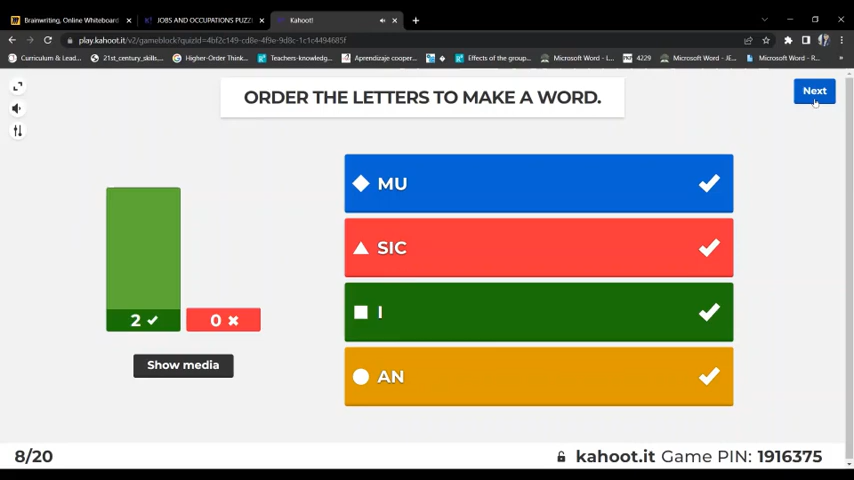 Brainwriting, Online Whiteboard
JOBS AND OCCUPATIONS PUZZ
Kahoot!
play.kahoot.it/v2/gameblock?quizId=4bf2c149-cd8e-4f9e-9d8c-1c1c4494685f
Curriculum & Lead...
21st_century_skills,...
Higher-Order Think...
Teachers-knowledg...
Aprendizaje cooper...
Effects of the group...
Microsoft Word -L...
4229
Microsoft Word - JE...
Antecedente intern...
Microsoft Word - R...
ORDER THE LETTERS TO MAKE A WORD.
Next
MU
SIC
I
AN
2
0
Show media
8/20
kahoot.it Game PIN: 1916375